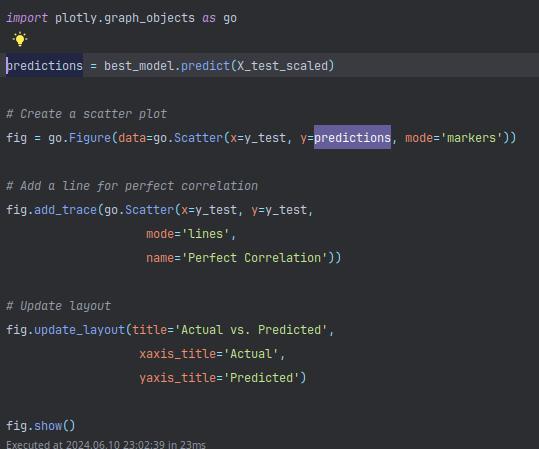 import plotly.graph_objects as go
predictions = best_model.predict(X_test_scaled)
# Create a scatter plot
fig = go.Figure(data=go.Scatter(x=y_test, y=predictions, mode='markers'))
# Add a line for perfect correlation
fig.add_trace(go.Scatter(x=y_test, y=y_test,
                    mode='lines',
                    name='Perfect Correlation'))
# Update layout
fig.update_layout(title='Actual vs. Predicted',
                   xaxis_title='Actual',
                   yaxis_title='Predicted')
fig.show()
Executed at 2024.06.10 23:02:39 in 23ms